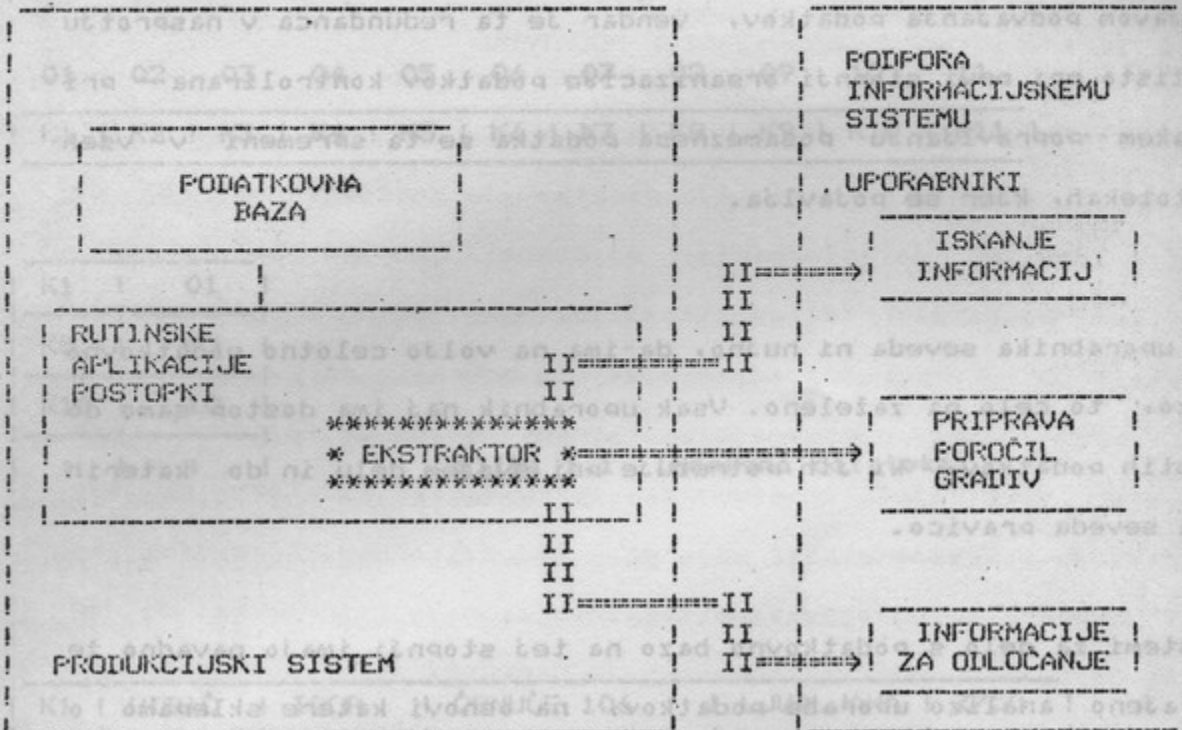 PODATKOVNA
BAZA
RUTINSKE
APLIKACIJE
POSTOPKI
**************
* EKSTRAKTOR *
**************
PRODUKCIJSKI SISTEM
PODPORA
INFORMACIJSKEMU
SISTEMU
UPORABNIKI
ISKANJE
INFORMACIJ
PRIPRAVA
POROČIL
GRADIV
INFORMACIJE
ZA ODLOČANJE